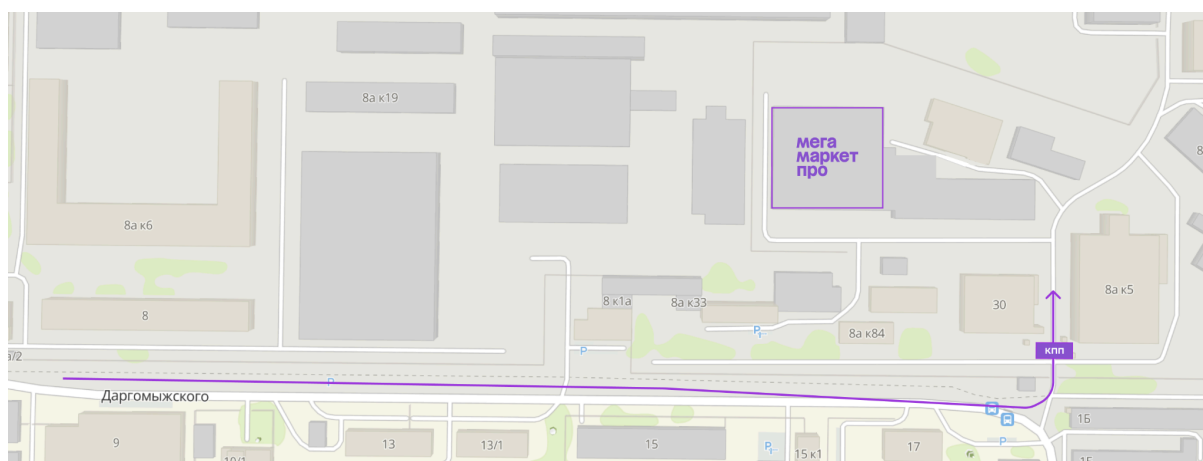 8а к19
мега
маркет
про
8а к6
8 к1а
8а к33
8
30
8а к5
8а к84
Р
Р
кпп
а/2
Р
Даргомыжского
9
13
13/1
15
Р
15 к1
17
Р
1Б